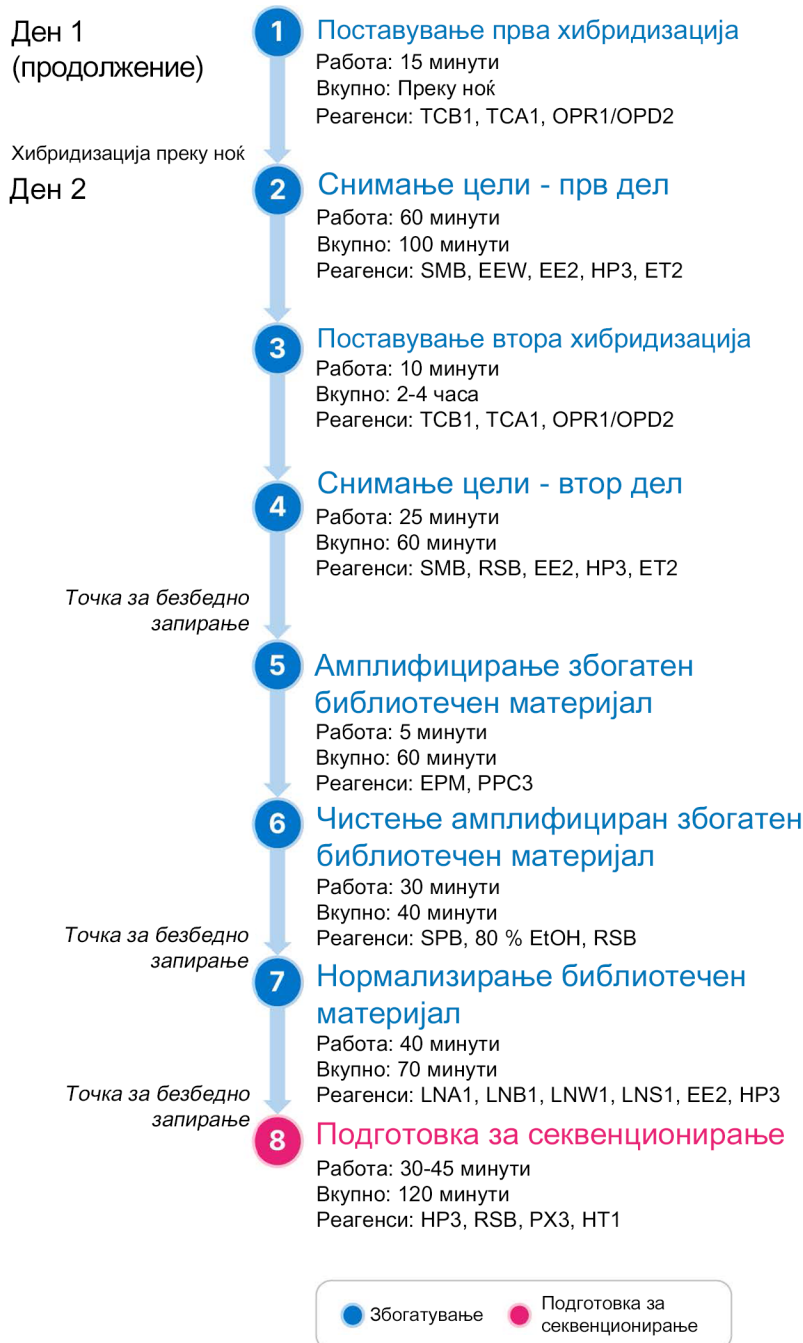 Ден 1
(продолжение)
1
Поставување прва хибридизација
Работа: 15 минути
Вкупно: Преку ноќ
Реагенси: TCB1, TCA1, OPR1/OPD2
Хибридизација преку ноќ
Ден 2
2
Снимање цели - прв дел
Работа: 60 минути
Вкупно: 100 минути
Реагенси: SMB, EEW, EE2, HP3, ET2
3
Поставување втора хибридизација
Работа: 10 минути
Вкупно: 2-4 часа
Реагенси: TCB1, TCA1, OPR1/OPD2
4
Снимање цели - втор дел
Работа: 25 минути
Вкупно: 60 минути
Реагенси: SMB, RSB, EE2, HP3, ET2
Точка за безбедно
запирање
5
Амплифицирање збогатен
библиотечен материјал
Работа: 5 минути
Вкупно: 60 минути
Реагенси: EPM, PPC3
6
Чистење амплифициран збогатен
библиотечен материјал
Работа: 30 минути
Вкупно: 40 минути
Реагенси: SPB, 80 % EtOH, RSB
Точка за безбедно
запирање
7
Нормализирање библиотечен
материјал
Работа: 40 минути
Вкупно: 70 минути
Реагенси: LNA1, LNB1, LNW1, LNS1, EE2, HP3
Точка за безбедно
запирање
8
Подготовка за секвенционирање
Работа: 30-45 минути
Вкупно: 120 минути
Реагенси: HP3, RSB, PX3, HT1
Збогатување
Подготовка за
секвенционирање